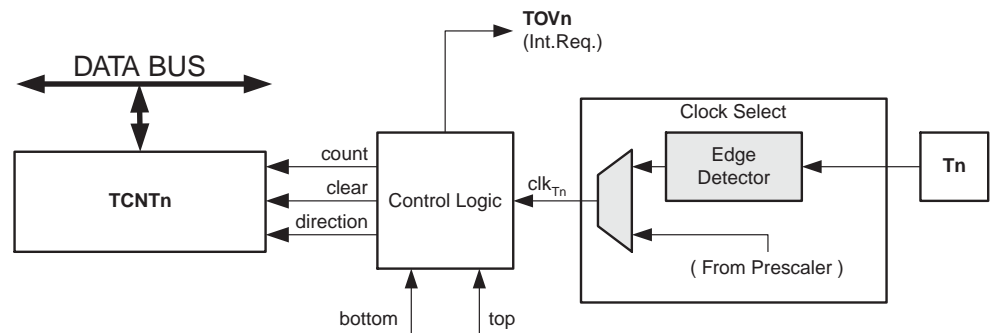 TOVn
(Int.Req.)
DATA BUS
Clock Select
count
clear
direction
TCNTn
Control Logic
clkTn
Edge
Detector
Tn
( From Prescaler )
bottom
top